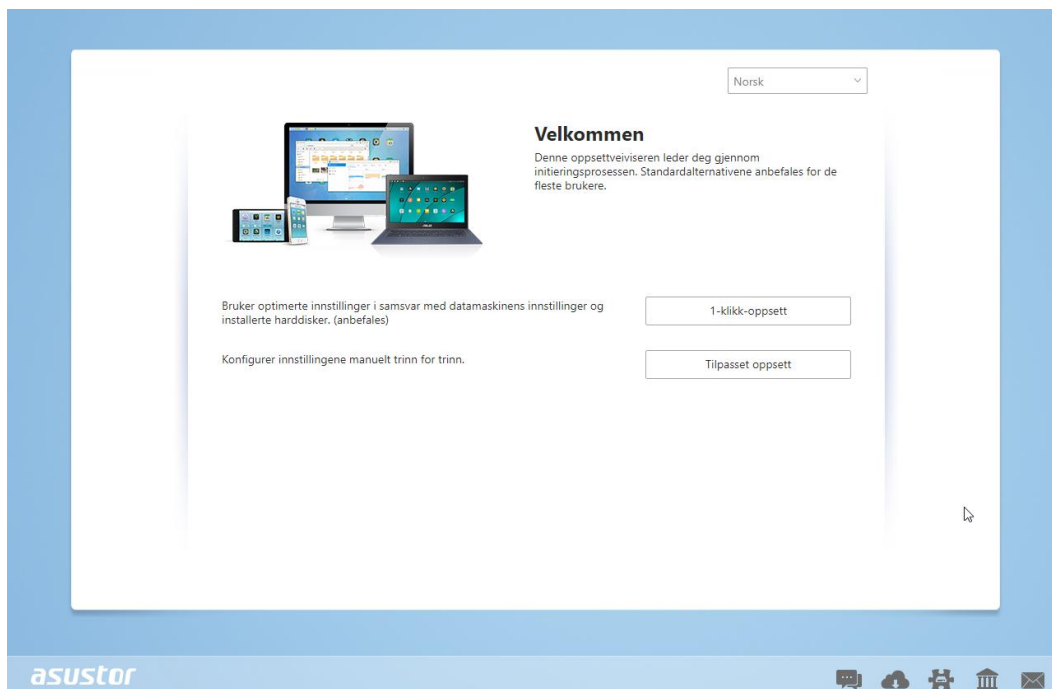 Norsk
Velkommen
Denne oppsettveiviseren leder deg gjennom
initieringsprosessen. Standardalternativene anbefales for de
fleste brukere.
Bruker optimerte innstillinger i samsvar med datamaskinens innstillinger og
installerte harddisker. (anbefales)
1-klikk-oppsett
Konfigurer innstillingene manuelt trinn for trinn.
Tilpasset oppsett
asustor